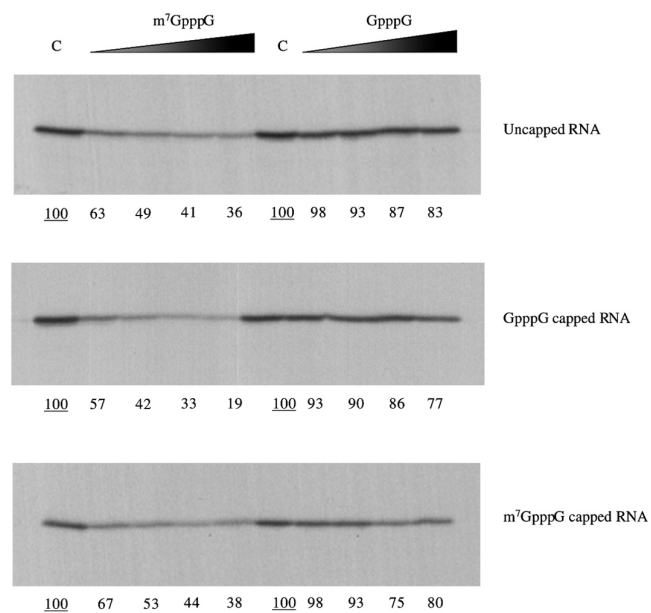 m⁷GpppG GpppG
C C
Uncapped RNA
100 63 49 41 36 100 98 93 87 83
GpppG capped RNA
100 57 42 33 19 100 93 90 86 77
m⁷GpppG capped RNA
100 67 53 44 38 100 98 93 75 80